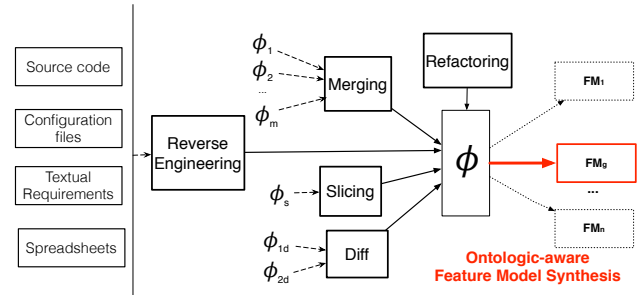 Source code
Configuration
files
Textual
Requirements
Spreadsheets
Reverse
Engineering
ϕ1
ϕ2
...
ϕm
Merging
ϕs
Slicing
ϕ1d
ϕ2d
Diff
Refactoring
ϕ
FM1
FMg
...
FMn
Ontologic-aware
Feature Model Synthesis